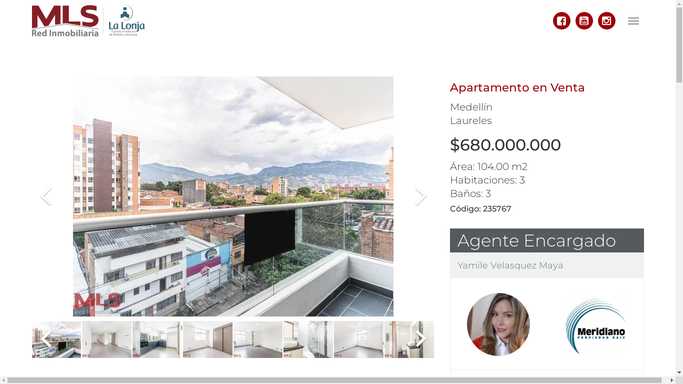 MLS
Red Inmobiliaria
La Lonja
Apartamento en Venta
Medellín
Laureles
$680.000.000
Área: 104.00 m2
Habitaciones: 3
Baños: 3
Código: 235767
Agente Encargado
Yamile Velasquez Maya
MLS
Meridiano